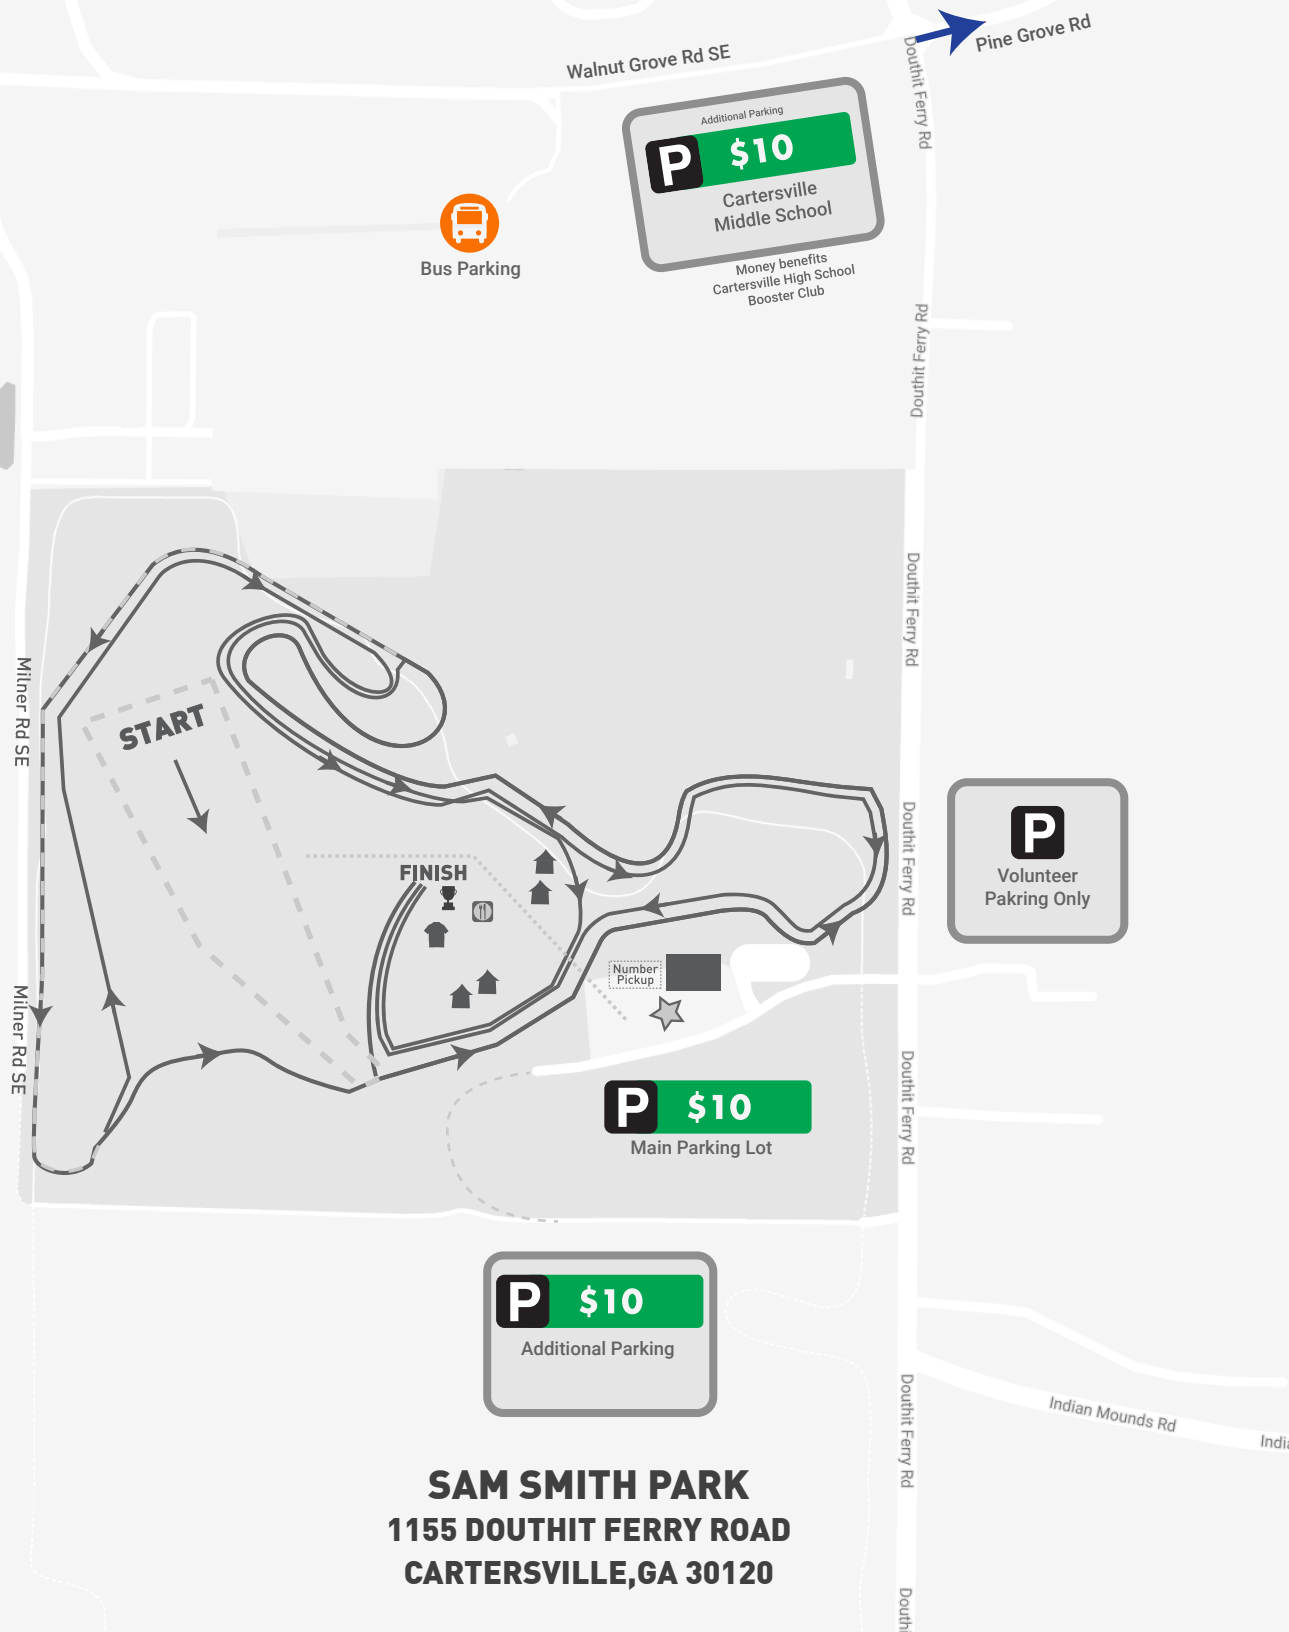 Walnut Grove Rd SE
Pine Grove Rd
Douthit Ferry Rd
Additional Parking
P $10
Cartersville
Middle School
Money benefits
Cartersville High School
Booster Club
Bus Parking
Douthit Ferry Rd
Douthit Ferry Rd
Milner Rd SE
START
Douthit Ferry Rd
P
Volunteer
Pakring Only
FINISH
Number
Pickup
Milner Rd SE
Douthit Ferry Rd
P $10
Main Parking Lot
P $10
Additional Parking
Douthit Ferry Rd
Indian Mounds Rd
India
SAM SMITH PARK
1155 DOUTHIT FERRY ROAD
CARTERSVILLE,GA 30120
Douthi